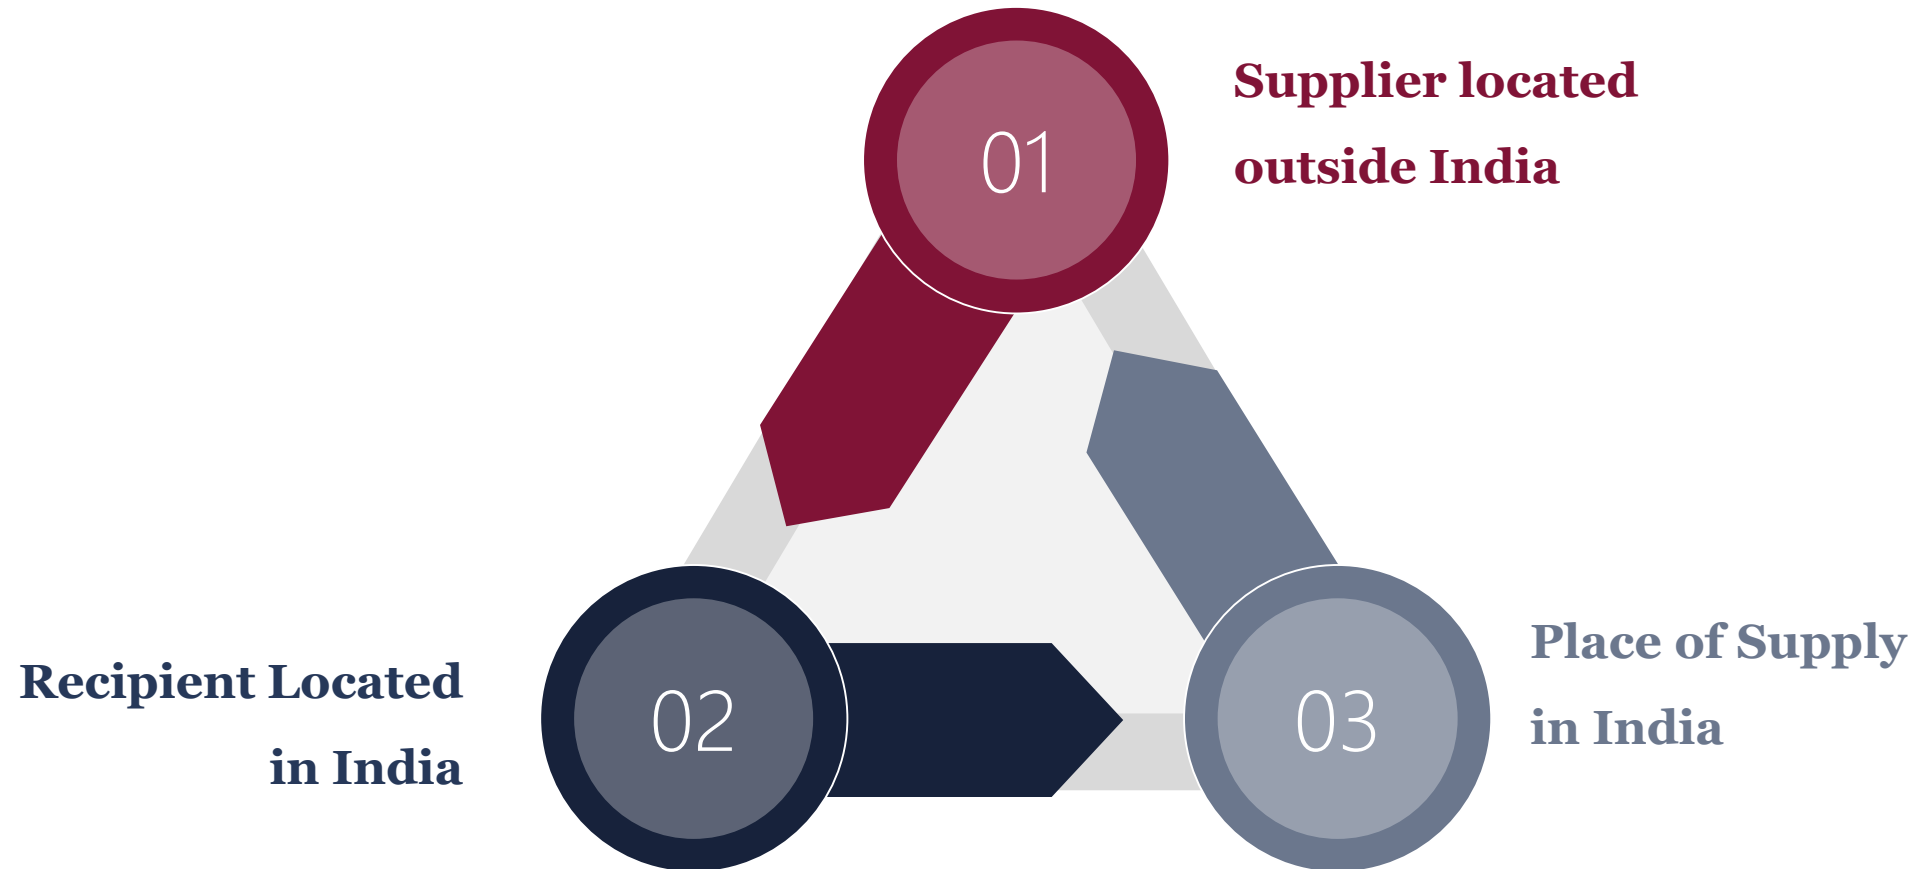 01
Supplier located
outside India
02
Recipient Located
in India
03
Place of Supply
in India